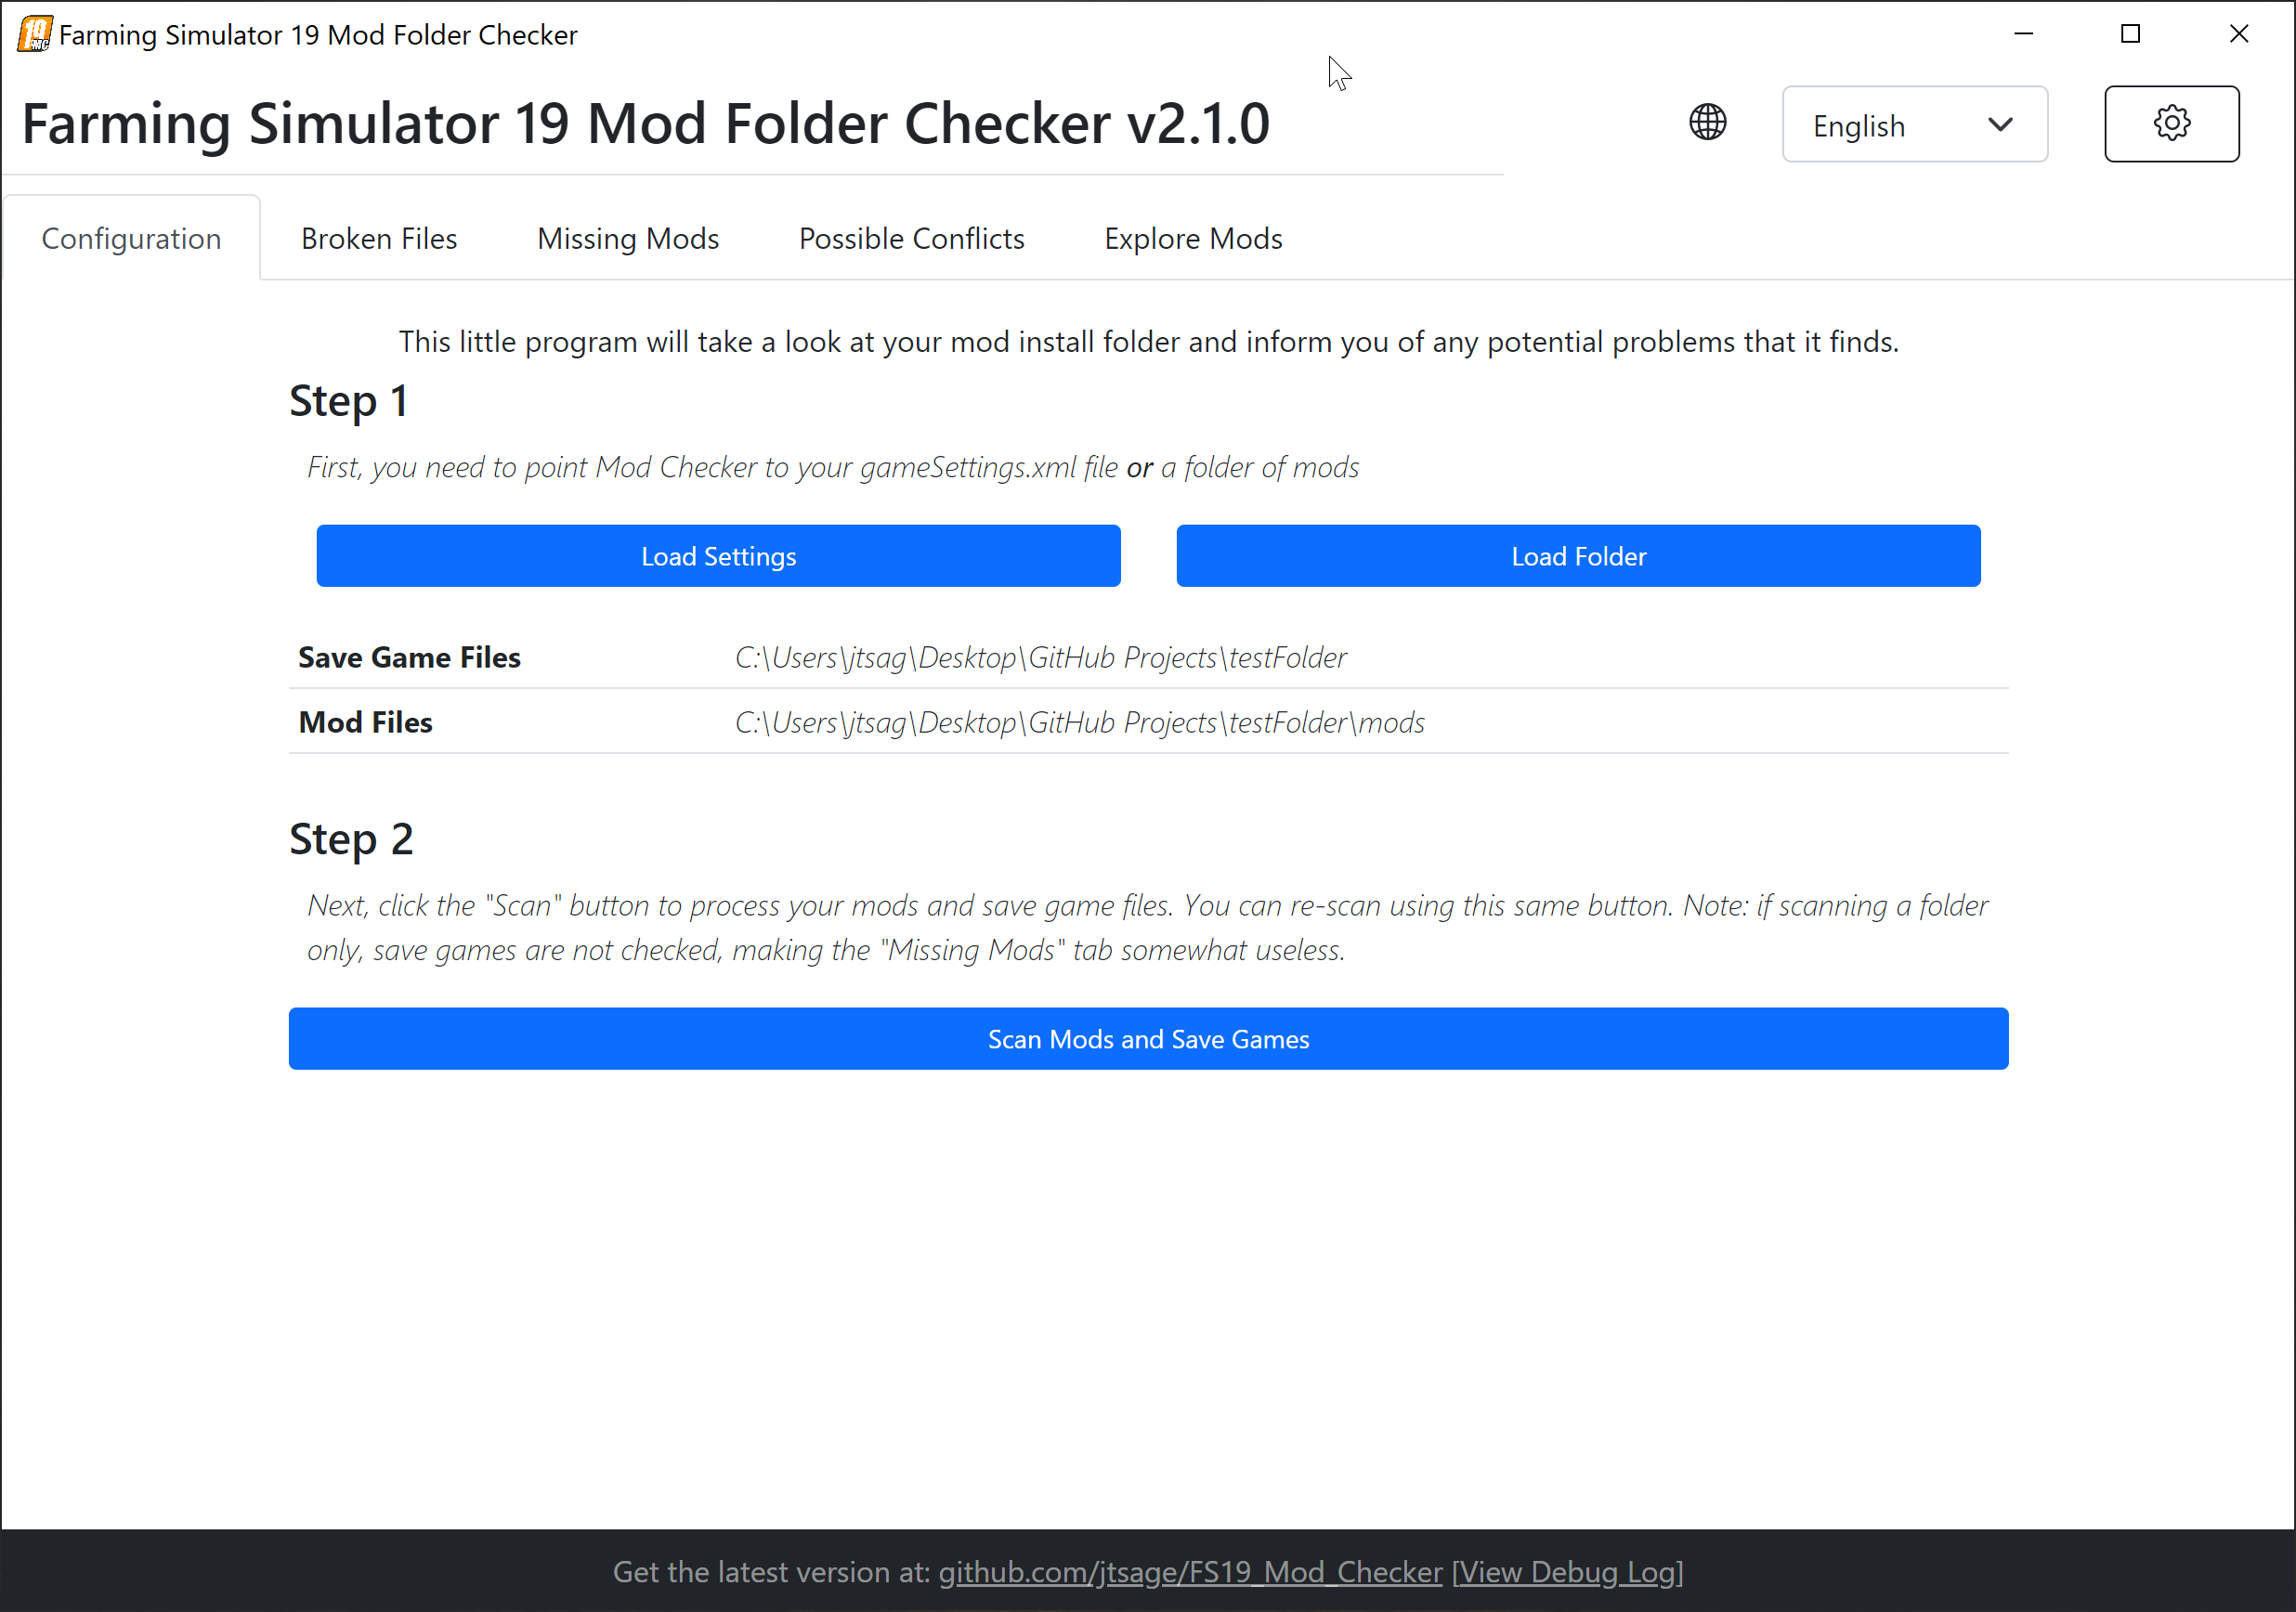 Farming Simulator 19 Mod Folder Checker
Farming Simulator 19 Mod Folder Checker v2.1.0
English
Configuration
Broken Files
Missing Mods
Possible Conflicts
Explore Mods
This little program will take a look at your mod install folder and inform you of any potential problems that it finds.
Step 1
First, you need to point Mod Checker to your gameSettings.xml file or a folder of mods
Load Settings
Load Folder
Save Game Files
C:\Users\jtsag\Desktop\GitHub Projects\testFolder
Mod Files
C:\Users\jtsag\Desktop\GitHub Projects\testFolder\mods
Step 2
Next, click the "Scan" button to process your mods and save game files. You can re-scan using this same button. Note: if scanning a folder
only, save games are not checked, making the "Missing Mods" tab somewhat useless.
Scan Mods and Save Games
Get the latest version at: github.com/jtsage/FS19_Mod_Checker [View Debug Log]